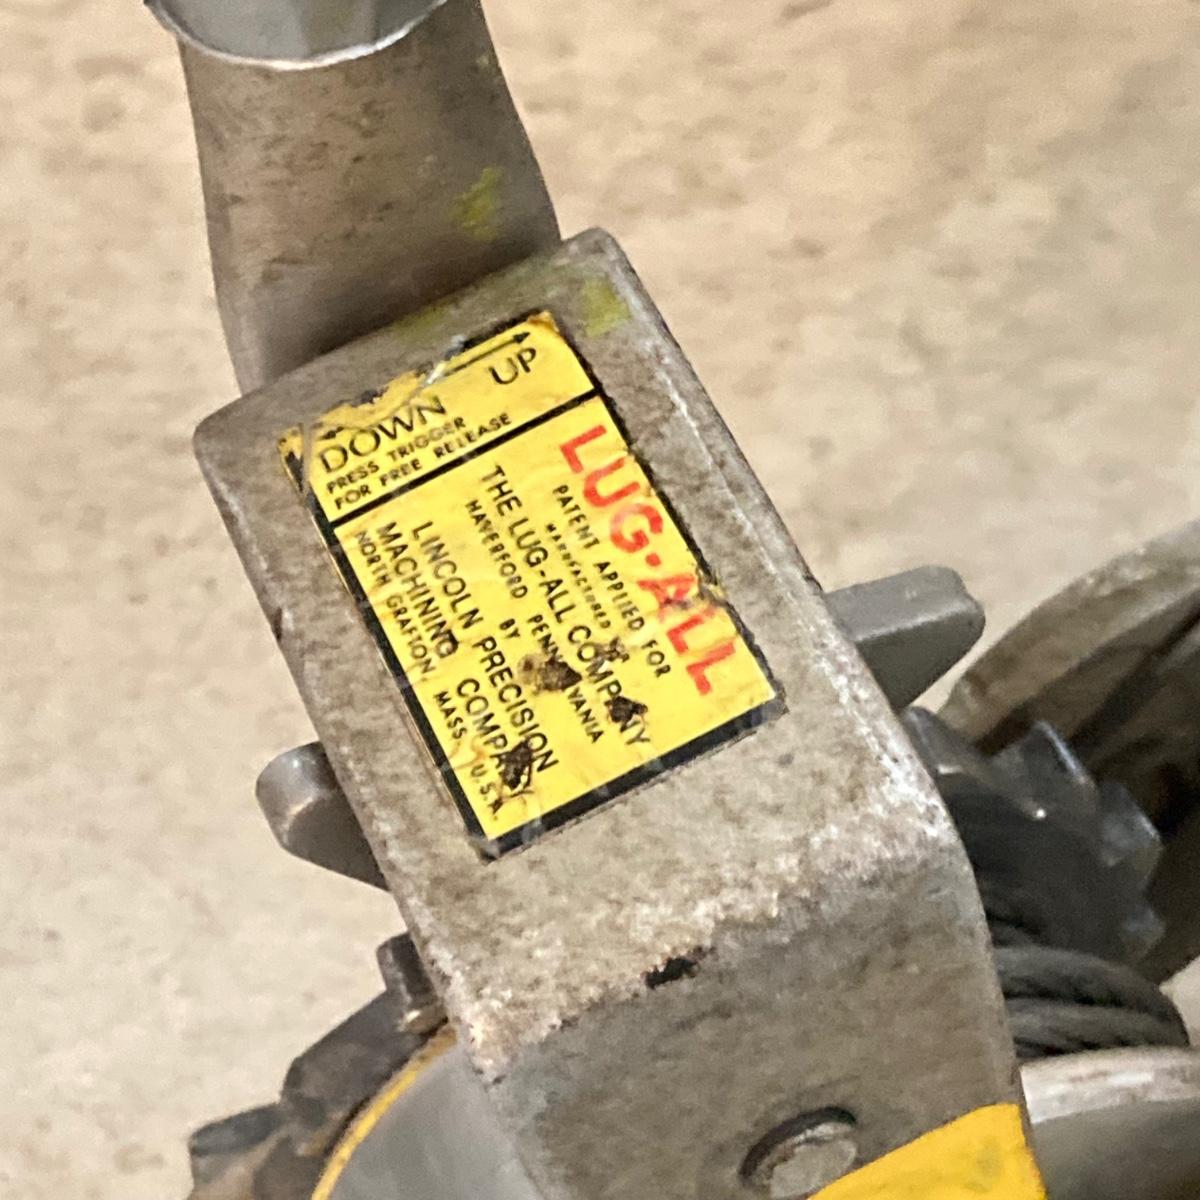 UP
DOWN
PRESS TRIGGER
FOR FREE RELEASE
LUG-ALL
PATENT APPLIED FOR
MANUFACTURED
THE LUG-ALL COMPANY
HAVERFORD PENNSYLVANIA
BY
LINCOLN PRECISION
MACHINING COMPANY
NORTH GRAFTON, MASS. U.S.A.